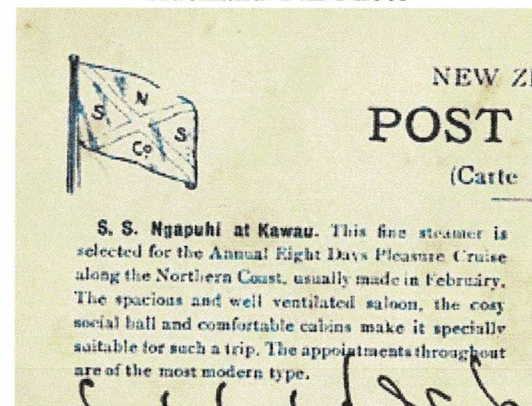 N
S S
Co
NEW
POST
(Carte
S. S. Ngapuhi at Kawau. This fine steamer is
selected for the Annual Eight Days Pleasure Cruise
along the Northern Coast, usually made in February.
The spacious and well ventilated saloon, the cosy
social hall and comfortable cabins make it specially
suitable for such a trip. The appointments throughout
are of the most modern type.